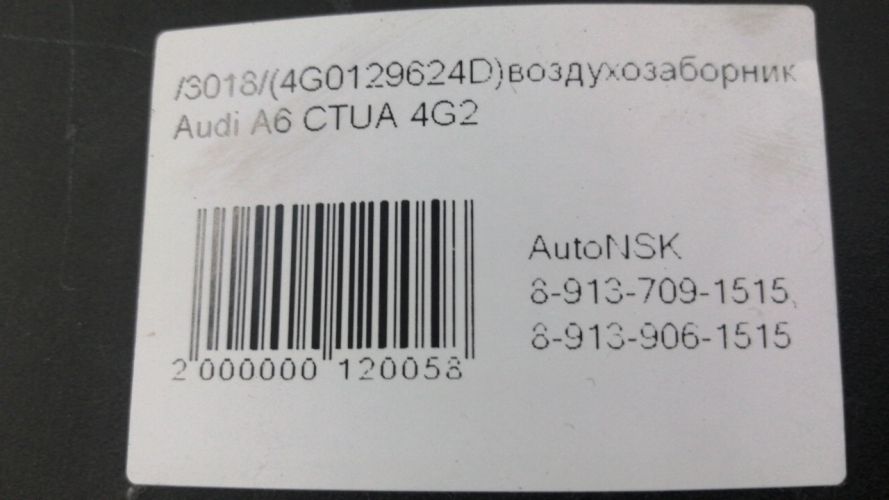 /3018/(4G0129624D)воздухозаборник
Audi A6 CTUA 4G2
AutoNSK
8-913-709-1515,
8-913-906-1515
2 000000 120058